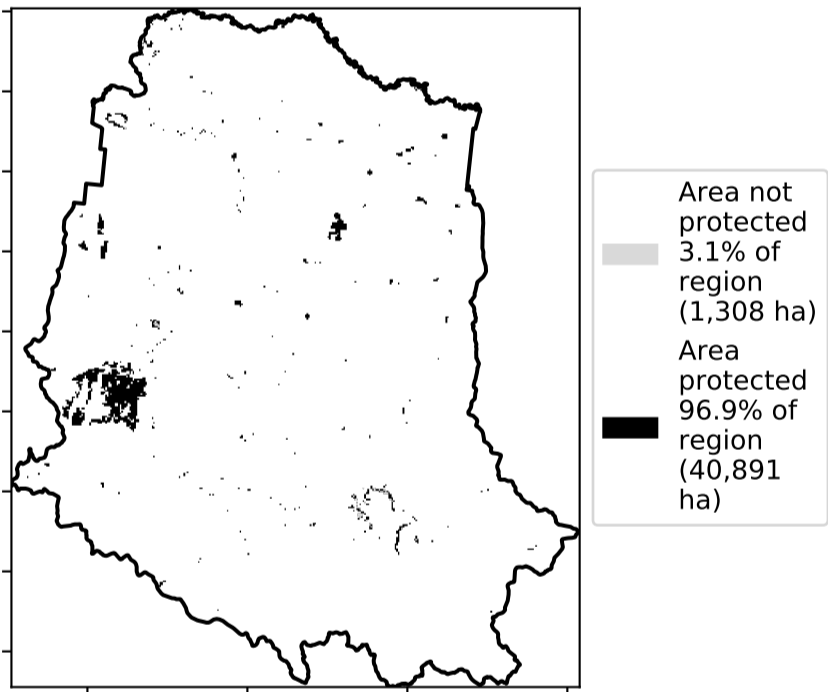 Area not
protected
3.1% of
region
(1,308 ha)
Area
protected
96.9% of
region
(40,891
ha)